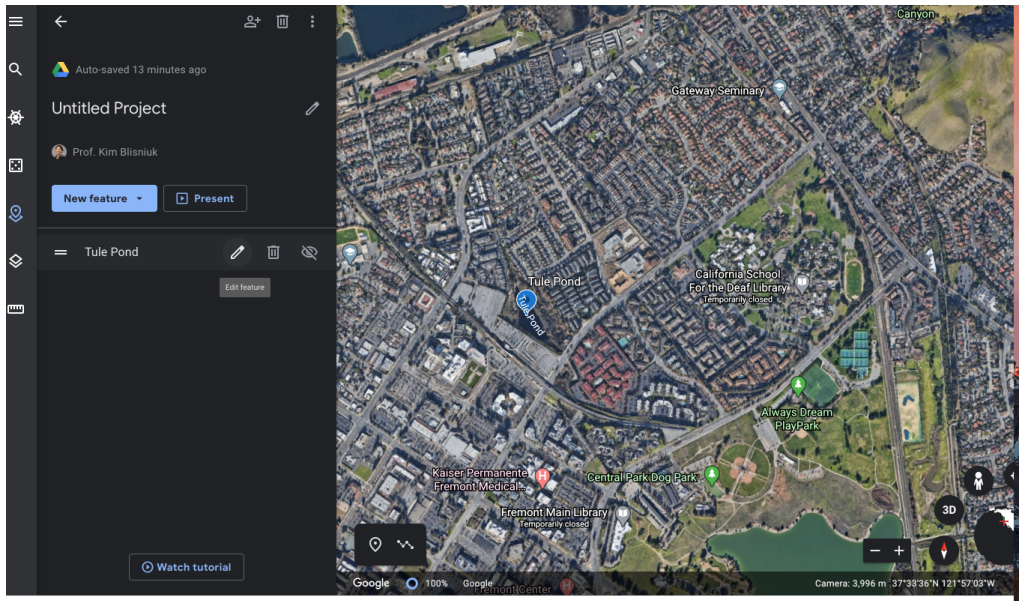 Auto-saved 13 minutes ago
Untitled Project
Prof. Kim Blisniuk
New feature
Present
Tule Pond
Edit feature
Watch tutorial
Canyon
Gateway Seminary
Tule Pond
Tule Pond
California School
For the Deaf Library
Temporarily closed
Always Dream
PlayPark
Kaiser Permanente
Fremont Medical...
Central Park Dog Park
Fremont Main Library
Temporarily closed
3D
Google
100%
Google
Fremont Center
Camera: 3,996 m 37°33'36"N 121°57'03"W